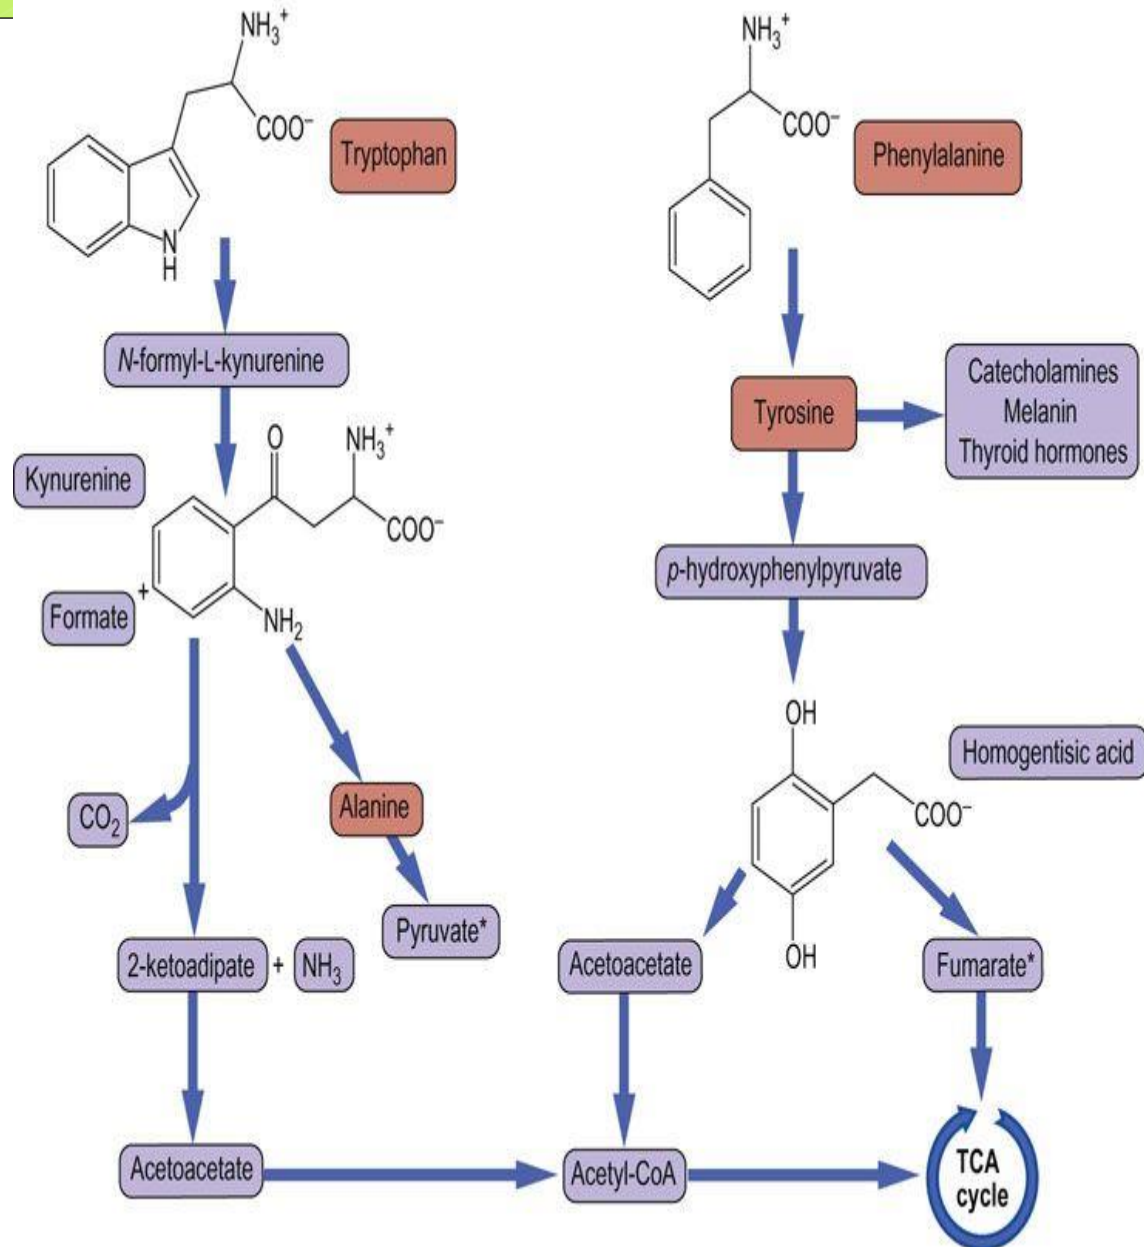 NH₃⁺
COO⁻
Tryptophan
N
H
N-formyl-L-kynurenine
Kynurenine
O
NH₃⁺
COO⁻
+
Formate
NH₂
CO₂
Alanine
Pyruvate*
2-ketoadipate + NH₃
Acetoacetate
NH₃⁺
COO⁻
Phenylalanine
Tyrosine
Catecholamines
Melanin
Thyroid hormones
p-hydroxyphenylpyruvate
OH
Homogentisic acid
COO⁻
OH
Acetoacetate
Fumarate*
Acetyl-CoA
TCA
cycle